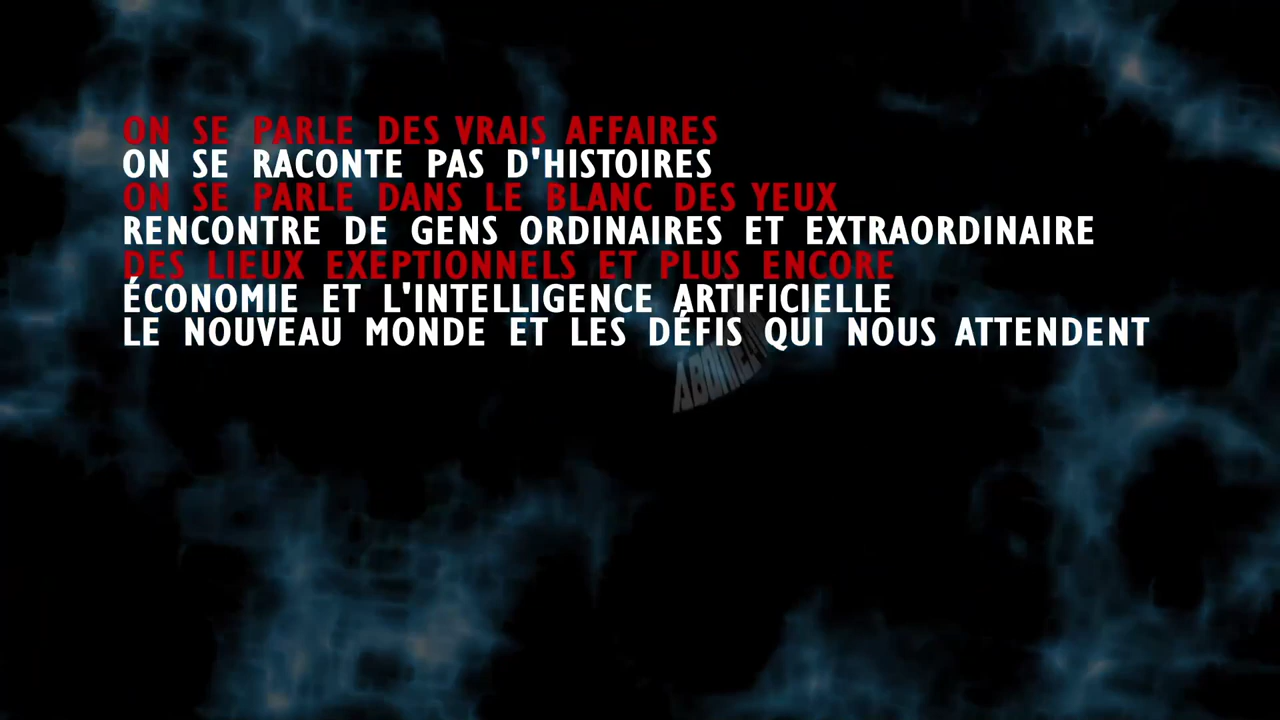 ON SE PARLE DES VRAIS AFFAIRES
ON SE RACONTE PAS D'HISTOIRES
ON SE PARLE DANS LE BLANC DES YEUX
RENCONTRE DE GENS ORDINAIRES ET EXTRAORDINAIRE
DES LIEUX EXEPTIONNELS ET PLUS ENCORE
ÉCONOMIE ET L'INTELLIGENCE ARTIFICIELLE
LE NOUVEAU MONDE ET LES DÉFIS QUI NOUS ATTENDENT